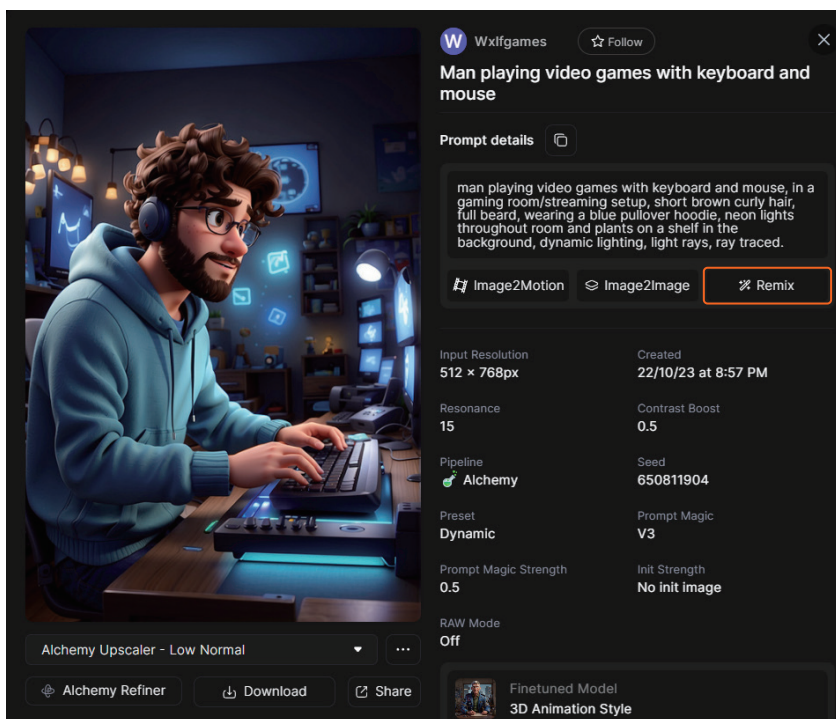 W Wxlfgames Follow
Man playing video games with keyboard and
mouse
Prompt details
man playing video games with keyboard and mouse, in a
gaming room/streaming setup, short brown curly hair,
full beard, wearing a blue pullover hoodie, neon lights
throughout room and plants on a shelf in the
background, dynamic lighting, light rays, ray traced.
Image2Motion Image2Image Remix
Input Resolution Created
512 × 768px 22/10/23 at 8:57 PM
Resonance Contrast Boost
15 0.5
Pipeline Seed
Alchemy 650811904
Preset Prompt Magic
Dynamic V3
Prompt Magic Strength Init Strength
0.5 No init image
RAW Mode
Off
Finetuned Model
3D Animation Style
Alchemy Upscaler - Low Normal
Alchemy Refiner Download Share